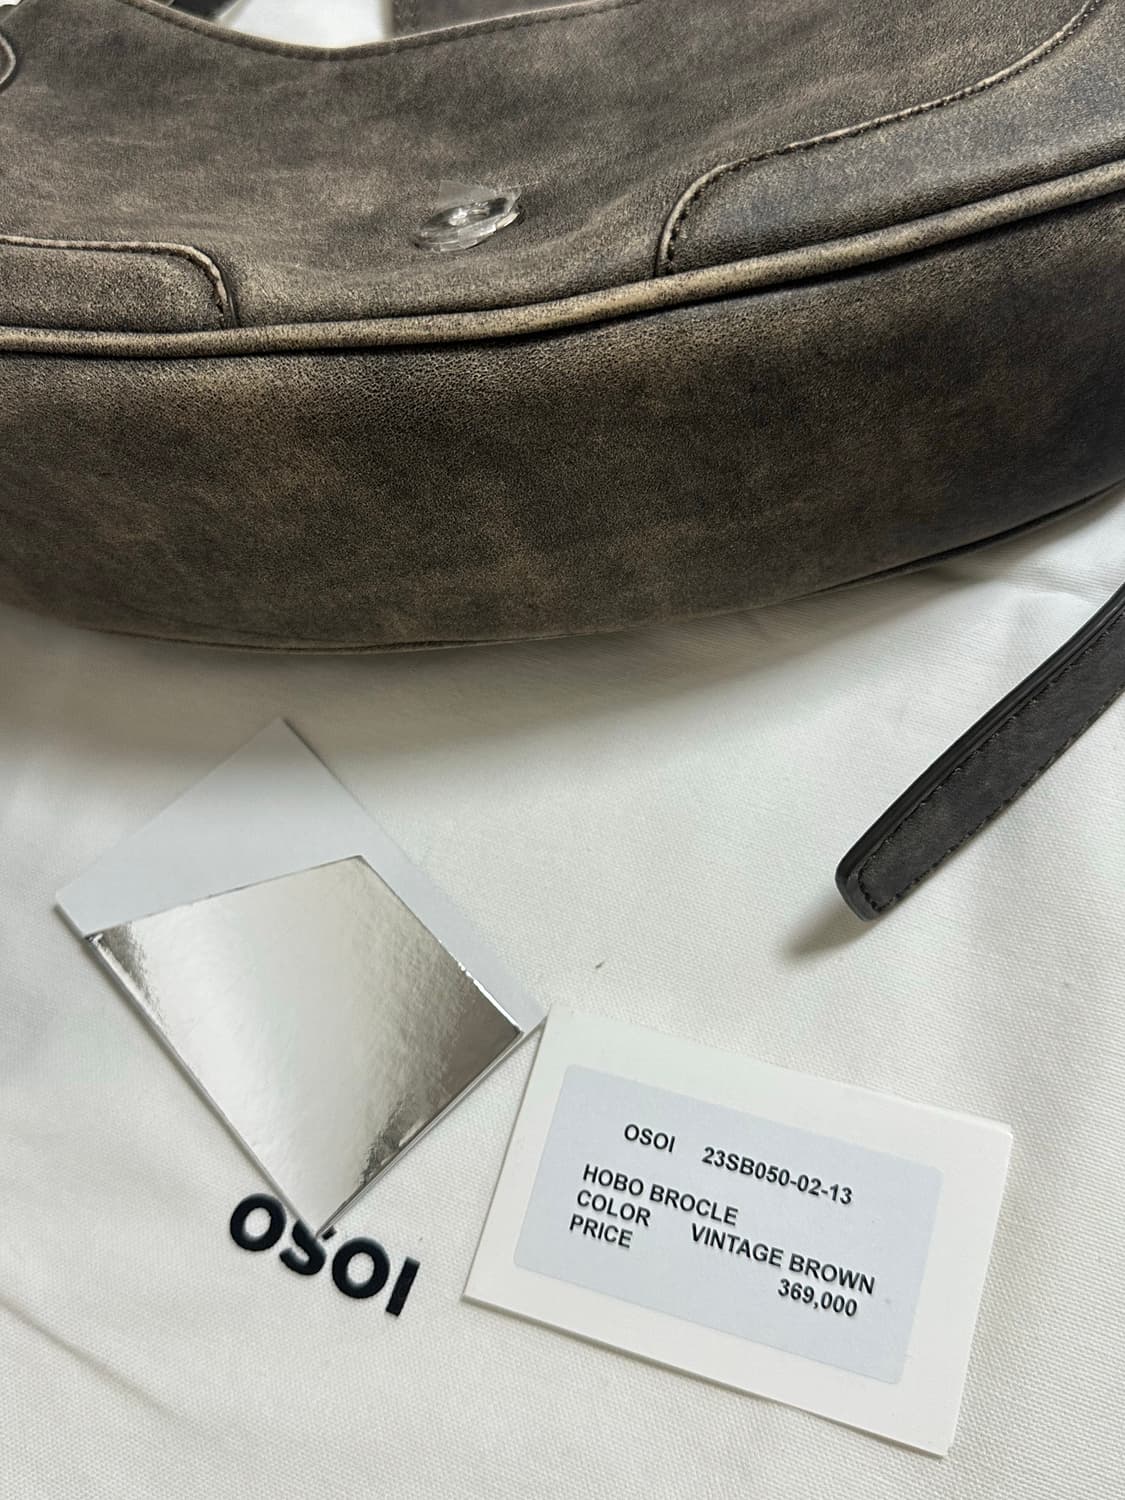 OSOI 23SB050-02-13
HOBO BROCLE
COLOR VINTAGE BROWN
PRICE 369,000
OSOI